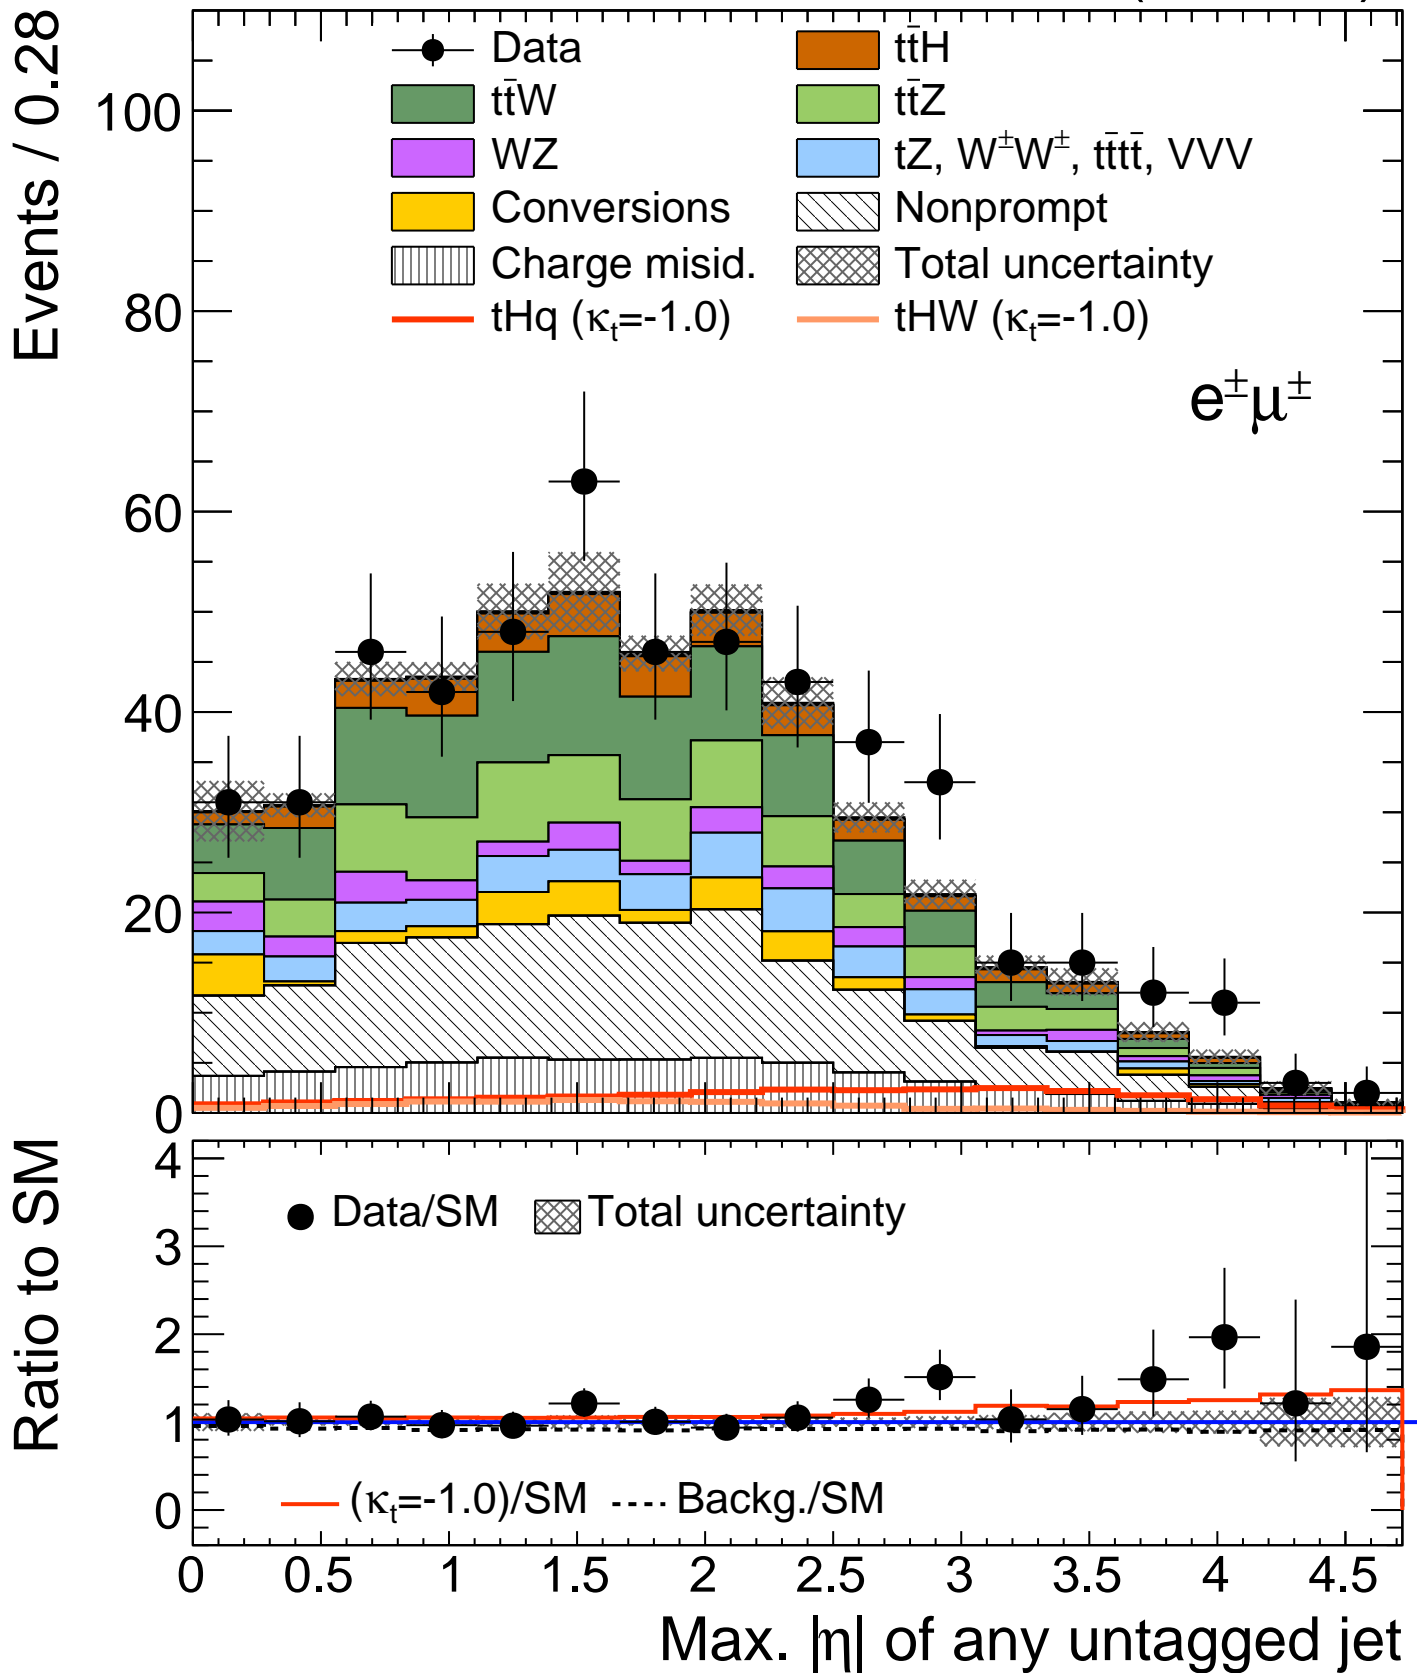 Events / 0.28
100
80
60
40
20
0
Data
tt̄H
tt̄W
tt̄Z
WZ
tZ, W±W±, tt̄tt̄, VVV
Conversions
Nonprompt
Charge misid.
Total uncertainty
tHq (κt=-1.0)
tHW (κt=-1.0)
e±μ±
Ratio to SM
4
3
2
1
0
Data/SM
Total uncertainty
(κt=-1.0)/SM
Backg./SM
0 0.5 1 1.5 2 2.5 3 3.5 4 4.5
Max. |η| of any untagged jet